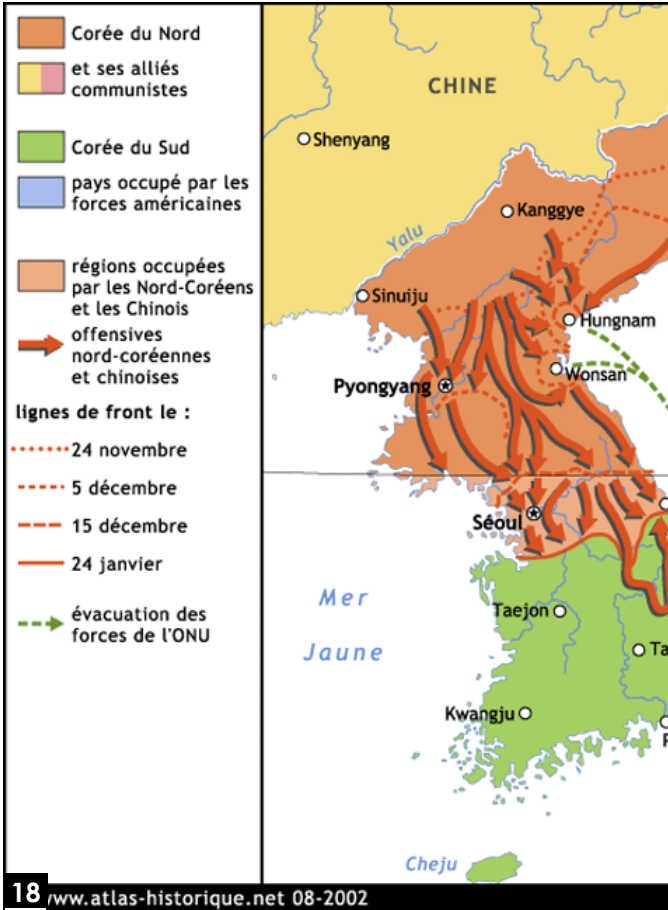 Corée du Nord
et ses alliés
communistes
Corée du Sud
pays occupé par les
forces américaines
régions occupées
par les Nord-Coréens
et les Chinois
offensives
nord-coréennes
et chinoises
lignes de front le :
24 novembre
5 décembre
15 décembre
24 janvier
évacuation des
forces de l'ONU
CHINE
Shenyang
Kanggye
Yalu
Sinuiju
Hungnam
Wonsan
Pyongyang
Séoul
Mer
Jaune
Taejon
Ta
Kwangju
Cheju
18
www.atlas-historique.net 08-2002